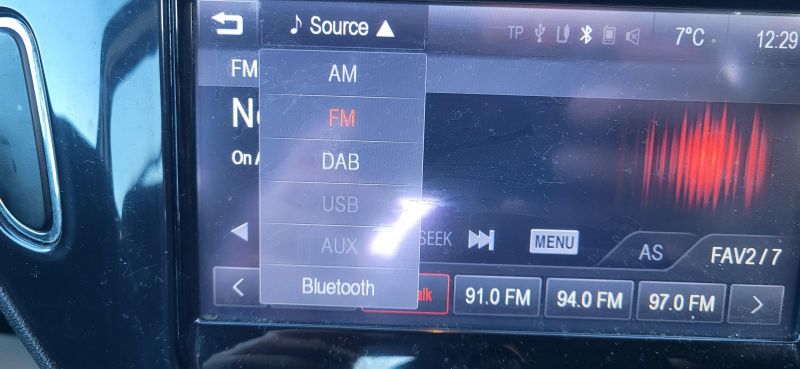 ♪ Source ▲
TP
7°C
12:29
FM
AM
FM
DAB
USB
AUX
Bluetooth
On
SEEK
MENU
AS
FAV2 / 7
91.0 FM
94.0 FM
97.0 FM